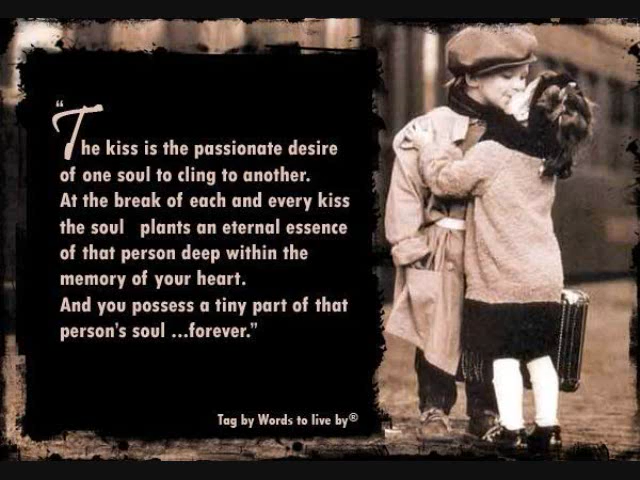 “The kiss is the passionate desire
of one soul to cling to another.
At the break of each and every kiss
the soul plants an eternal essence
of that person deep within the
memory of your heart.
And you possess a tiny part of that
person's soul ...forever.”
Tag by Words to live by®